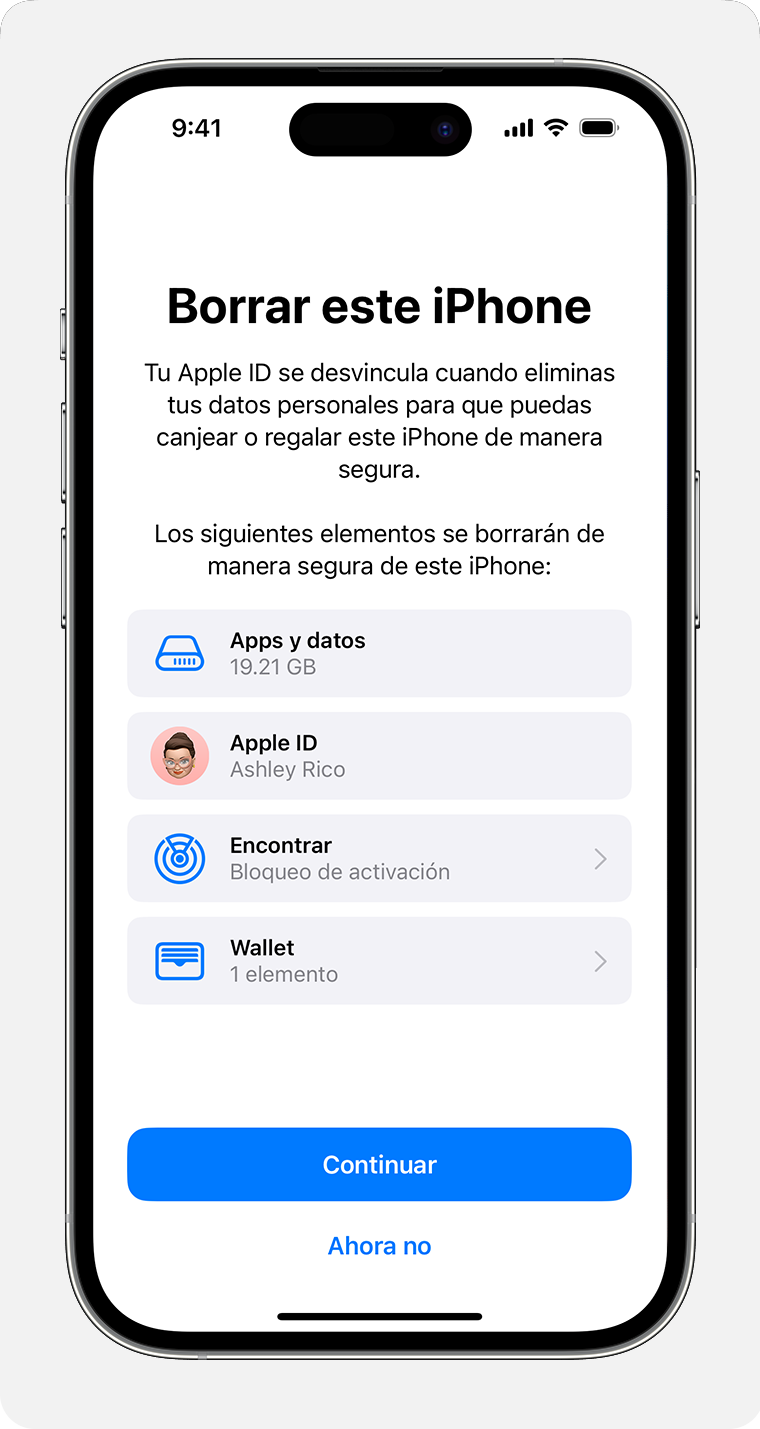 9:41
Borrar este iPhone
Tu Apple ID se desvincula cuando eliminas
tus datos personales para que puedas
canjear o regalar este iPhone de manera
segura.
Los siguientes elementos se borrarán de
manera segura de este iPhone:
Apps y datos
19.21 GB
Apple ID
Ashley Rico
Encontrar
Bloqueo de activación
Wallet
1 elemento
Continuar
Ahora no